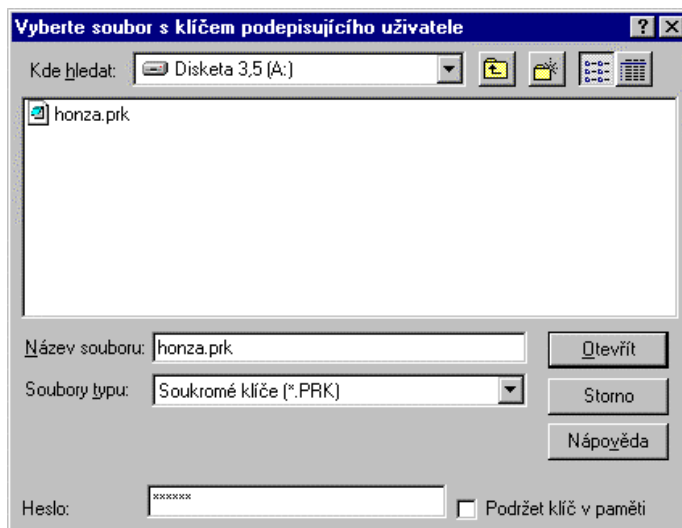 Vyberte soubor s klíčem podepisujícího uživatele
Kde hledat: Disketa 3,5 (A:)
honza.prk
Název souboru: honza.prk Otevřít
Soubory typu: Soukromé klíče (*.PRK) Storno
Nápověda
Heslo: ×××××× Podržet klíč v paměti